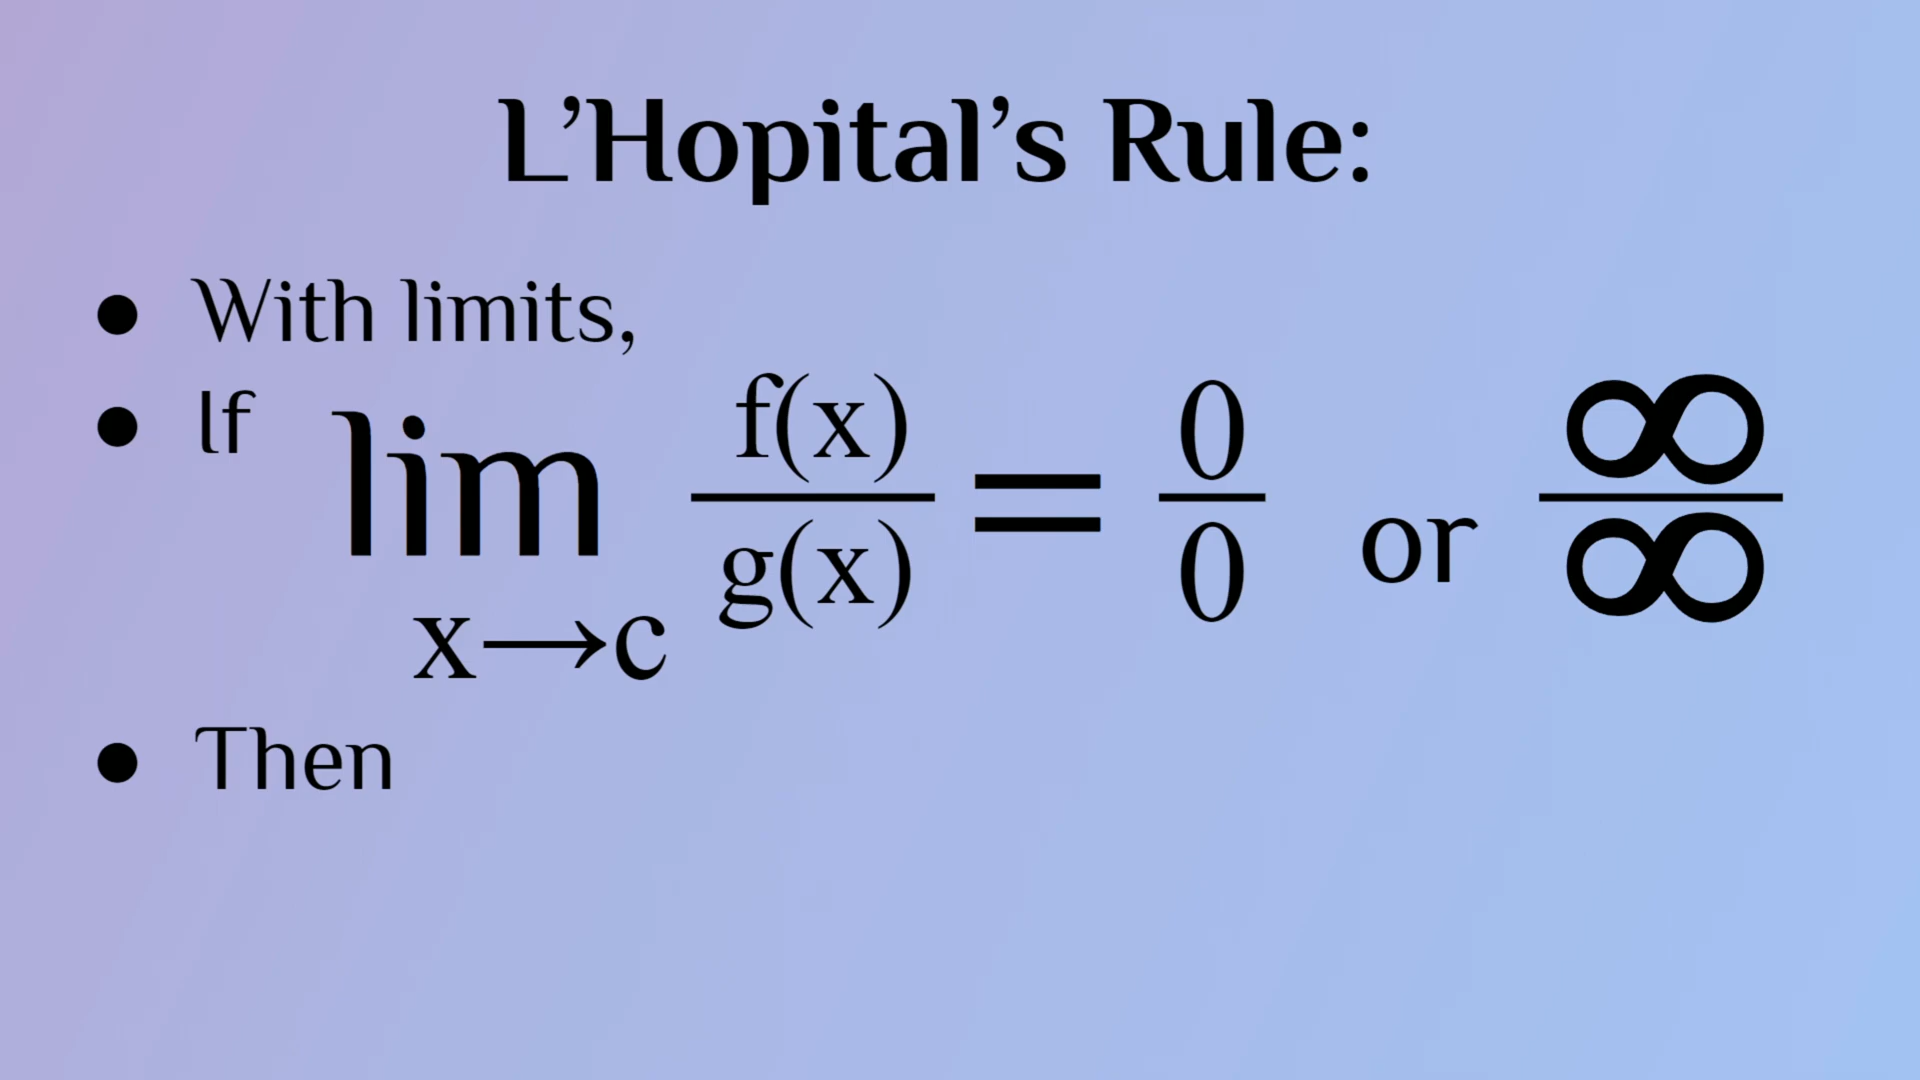 L’Hopital’s Rule:
● With limits,
● If lim x→c f(x)/g(x) = 0/0 or ∞/∞
● Then